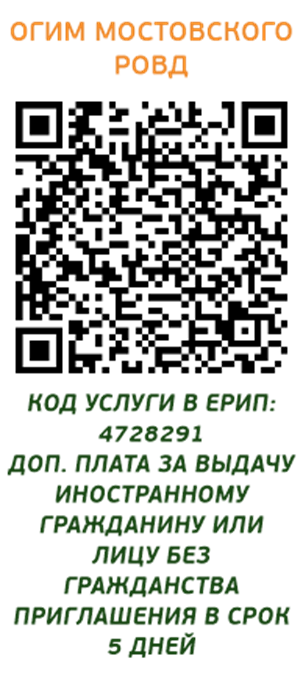 ОГИМ МОСТОВСКОГО
РОВД
КОД УСЛУГИ В ЕРИП:
4728291
ДОП. ПЛАТА ЗА ВЫДАЧУ
ИНОСТРАННОМУ
ГРАЖДАНИНУ ИЛИ
ЛИЦУ БЕЗ
ГРАЖДАНСТВА
ПРИГЛАШЕНИЯ В СРОК
5 ДНЕЙ